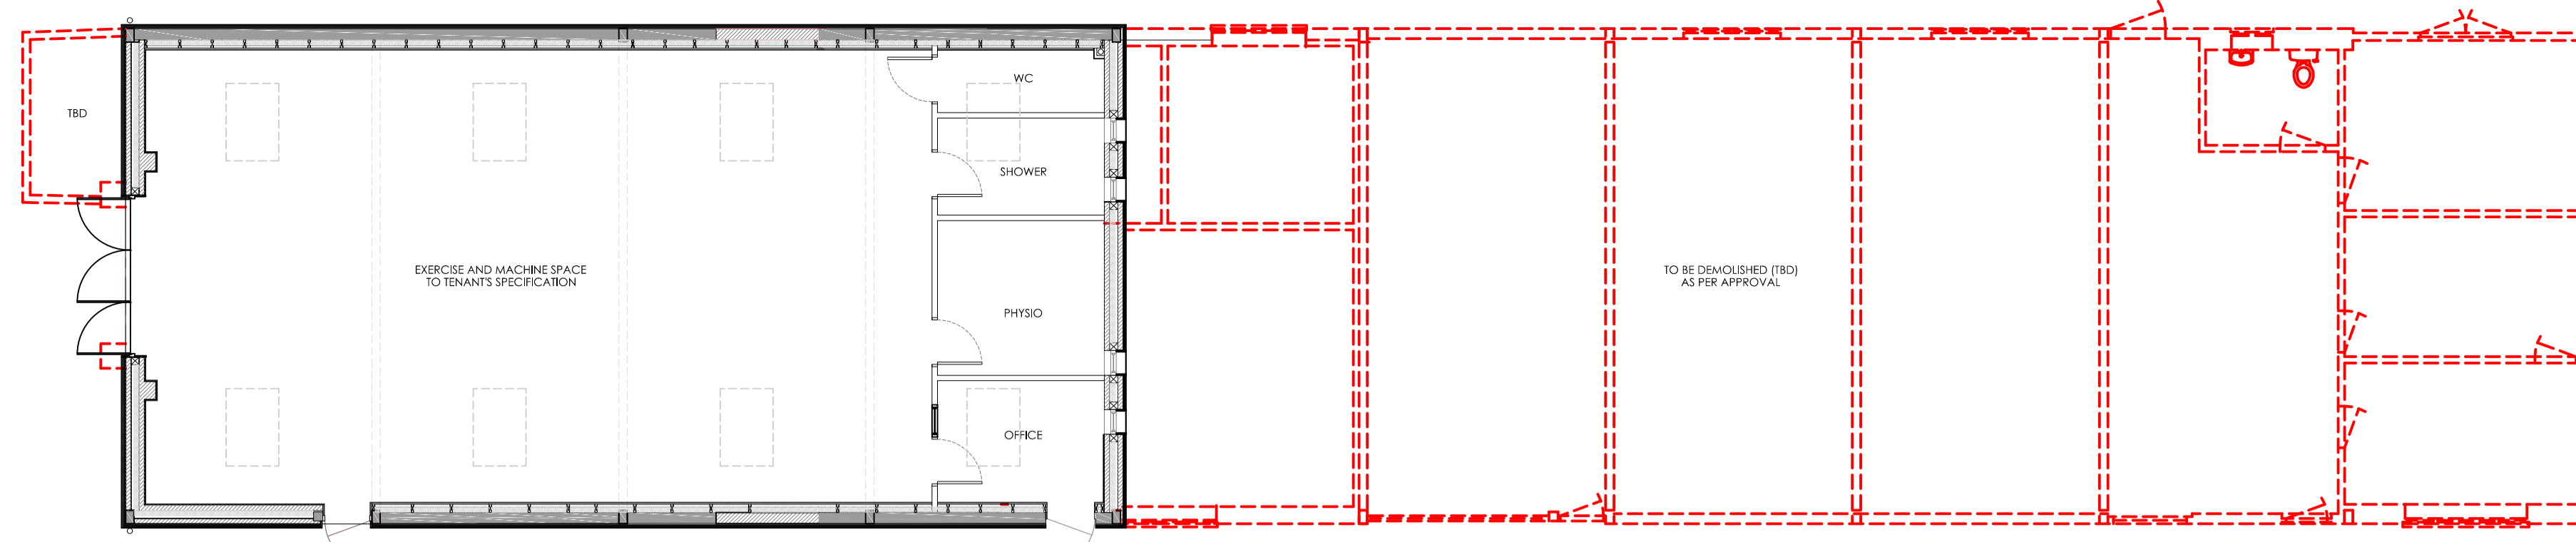 WC
TBD
SHOWER
EXERCISE AND MACHINE SPACE
TO TENANT'S SPECIFICATION
TO BE DEMOLISHED (TBD)
AS PER APPROVAL
PHYSIO
OFFICE